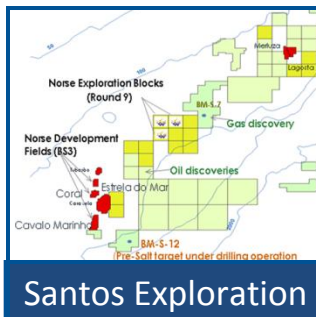 Merluza
Lagosta
Norse Exploration Blocks
(Round 9)
BM-S-7
Gas discovery
Norse Development
Fields (BS3)
Oil discoveries
Estrela do Mar
Coral
Cavalo Marinho
BM-S-12
(Pre-Salt target under drilling operation
Santos Exploration